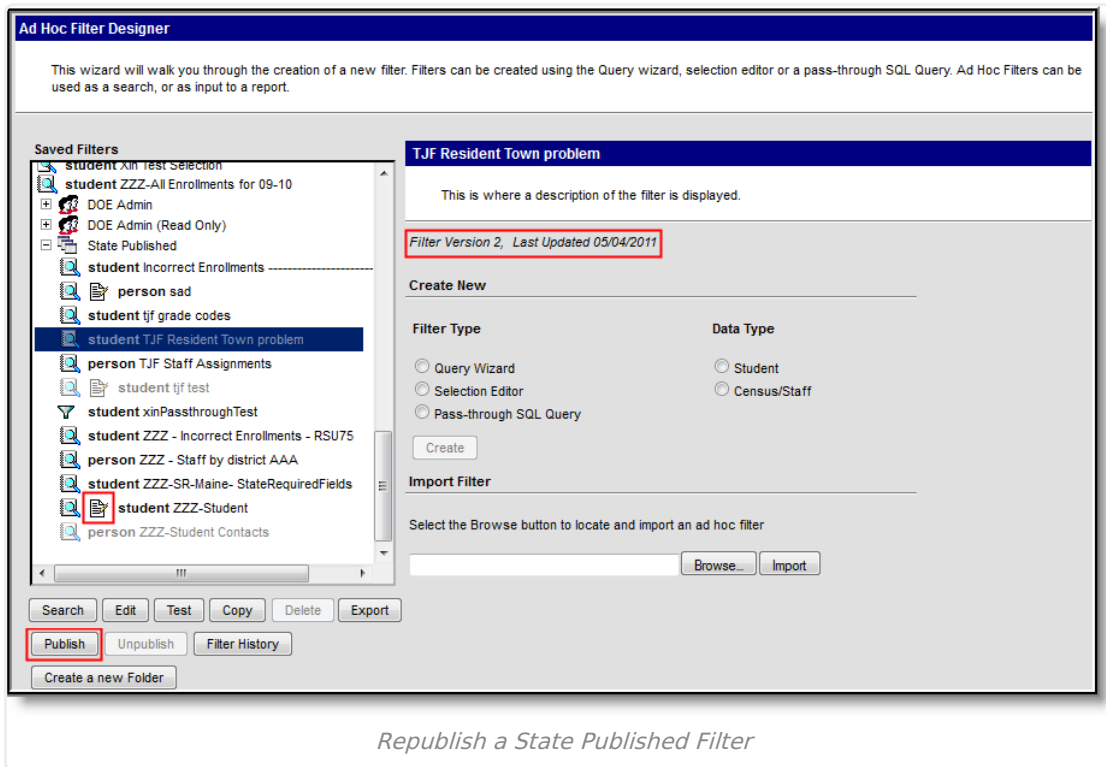 Ad Hoc Filter Designer
This wizard will walk you through the creation of a new filter. Filters can be created using the Query wizard, selection editor or a pass-through SQL Query. Ad Hoc Filters can be
used as a search, or as input to a report.
Saved Filters
student Xin Test Selection
student ZZZ-All Enrollments for 09-10
DOE Admin
DOE Admin (Read Only)
State Published
student Incorrect Enrollments -----------------------
person sad
student tjf grade codes
student TJF Resident Town problem
person TJF Staff Assignments
student tjf test
student xinPassthroughTest
student ZZZ - Incorrect Enrollments - RSU75
person ZZZ - Staff by district AAA
student ZZZ-SR-Maine- StateRequiredFields
student ZZZ-Student
person ZZZ-Student Contacts
Search Edit Test Copy Delete Export
Publish Unpublish Filter History
Create a new Folder
TJF Resident Town problem
This is where a description of the filter is displayed.
Filter Version 2, Last Updated 05/04/2011
Create New
Filter Type Data Type
Query Wizard Student
Selection Editor Census/Staff
Pass-through SQL Query
Create
Import Filter
Select the Browse button to locate and import an ad hoc filter
Browse... Import
Republish a State Published Filter